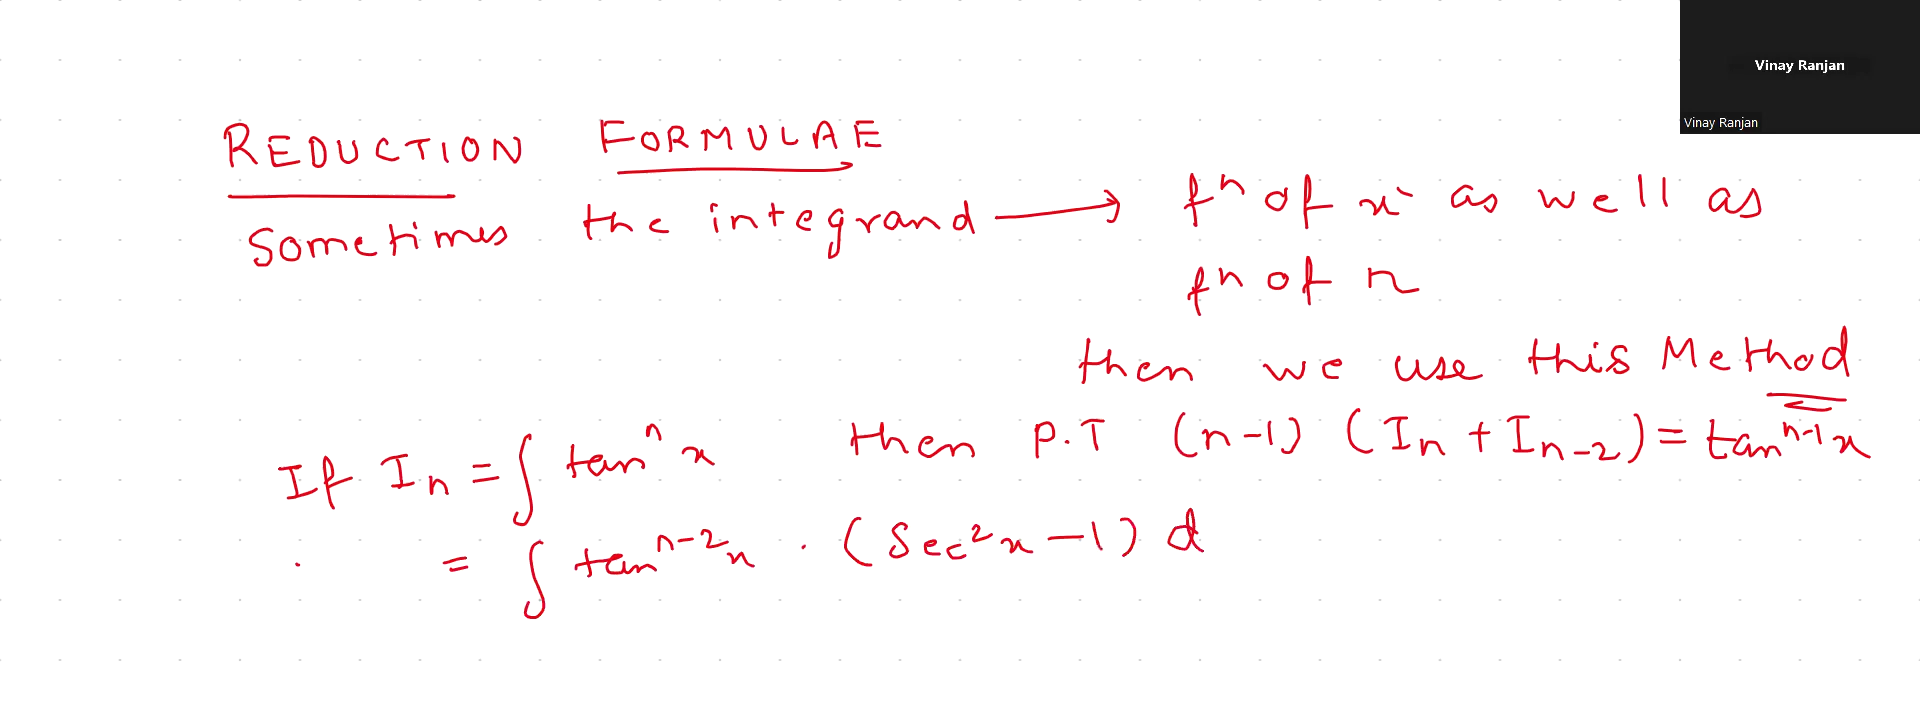 Vinay Ranjan
Vinay Ranjan
REDUCTION FORMULAE
Sometimes the integrand → fⁿ of x as well as
fn of n
then we use this Method
If Iₙ = ∫ tanⁿ x then P.T (n-1) (Iₙ + Iₙ₋₂) = tanⁿ⁻¹x
= ∫ tanⁿ⁻²x . (Sec²x - 1) d